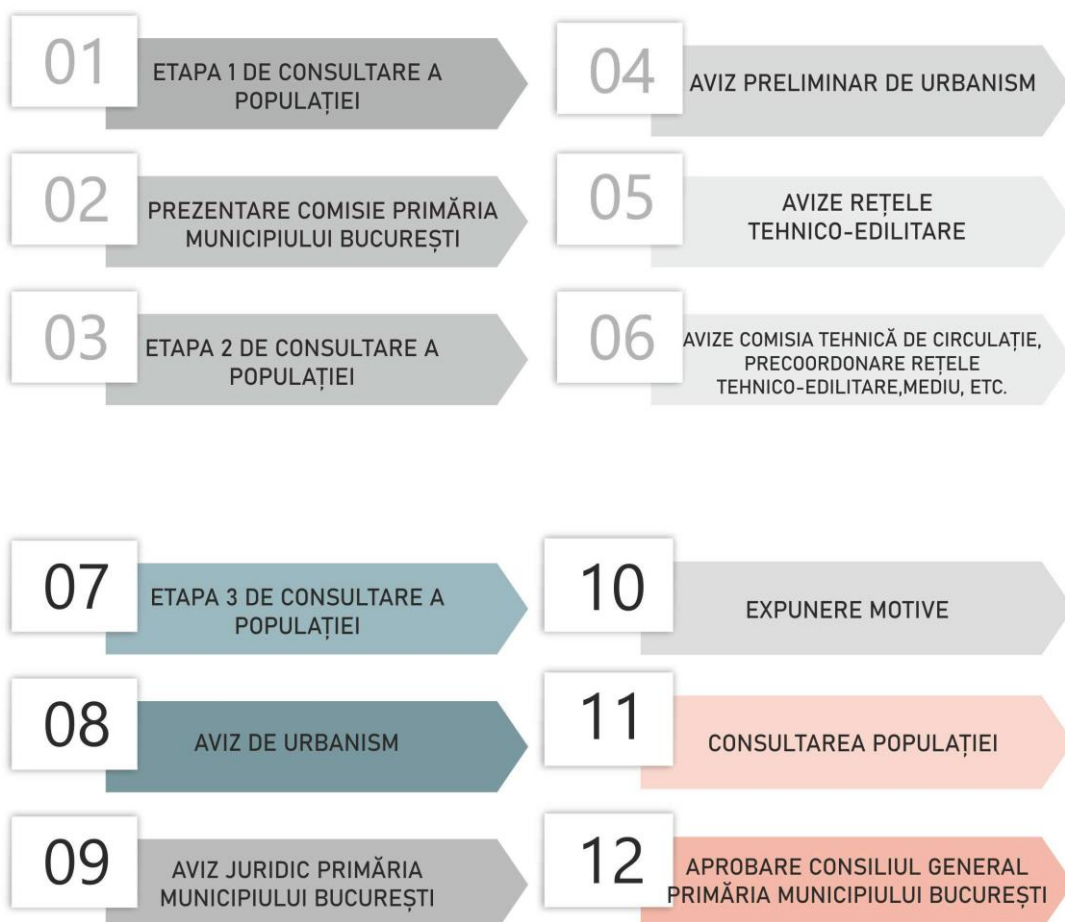 01
ETAPA 1 DE CONSULTARE A
POPULAȚIEI
02
PREZENTARE COMISIE PRIMĂRIA
MUNICIPIULUI BUCUREȘTI
03
ETAPA 2 DE CONSULTARE A
POPULAȚIEI
04
AVIZ PRELIMINAR DE URBANISM
05
AVIZE REȚELE
TEHNICO-EDILITARE
06
AVIZE COMISIA TEHNICĂ DE CIRCULAȚIE,
PRECOORDONARE REȚELE
TEHNICO-EDILITARE,MEDIU, ETC.
07
ETAPA 3 DE CONSULTARE A
POPULAȚIEI
08
AVIZ DE URBANISM
09
AVIZ JURIDIC PRIMĂRIA
MUNICIPIULUI BUCUREȘTI
10
EXPUNERE MOTIVE
11
CONSULTAREA POPULAȚIEI
12
APROBARE CONSILIUL GENERAL
PRIMĂRIA MUNICIPIULUI BUCUREȘTI